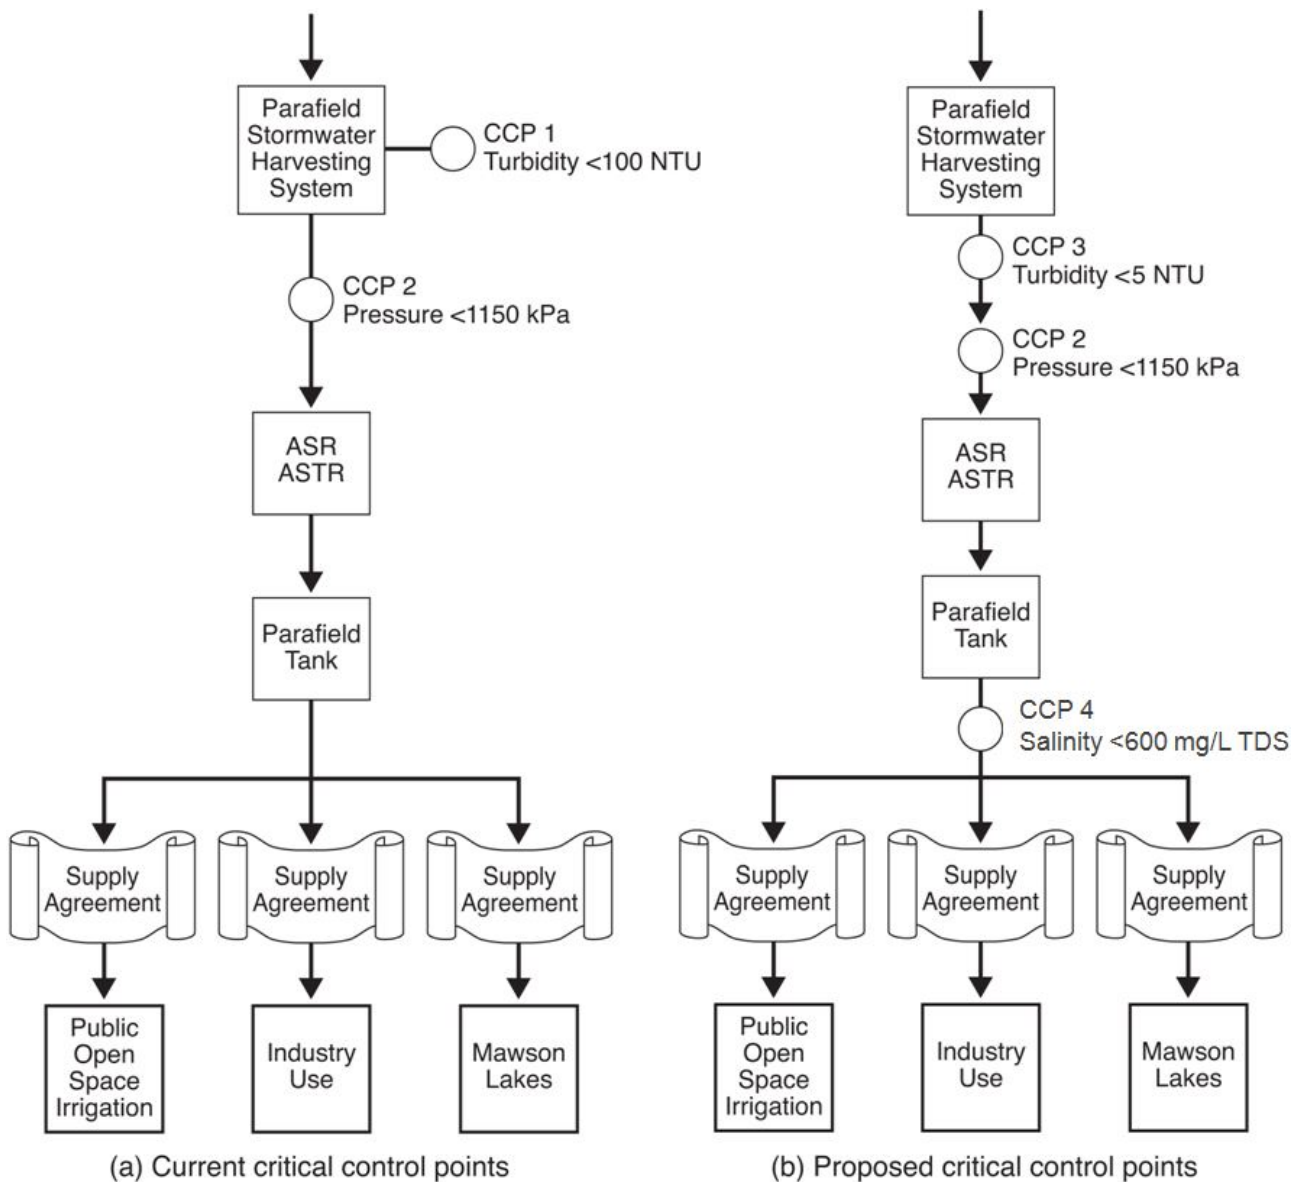 Parafield
Stormwater
Harvesting
System
CCP 1
Turbidity <100 NTU
CCP 2
Pressure <1150 kPa
ASR
ASTR
Parafield
Tank
Supply
Agreement
Supply
Agreement
Supply
Agreement
Public
Open
Space
Irrigation
Industry
Use
Mawson
Lakes
(a) Current critical control points
Parafield
Stormwater
Harvesting
System
CCP 3
Turbidity <5 NTU
CCP 2
Pressure <1150 kPa
ASR
ASTR
Parafield
Tank
CCP 4
Salinity <600 mg/L TDS
Supply
Agreement
Supply
Agreement
Supply
Agreement
Public
Open
Space
Irrigation
Industry
Use
Mawson
Lakes
(b) Proposed critical control points